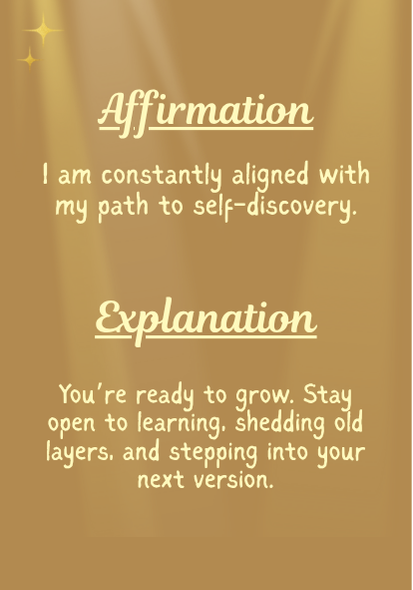 Affirmation
I am constantly aligned with
my path to self-discovery.
Explanation
You're ready to grow. Stay
open to learning, shedding old
layers, and stepping into your
next version.